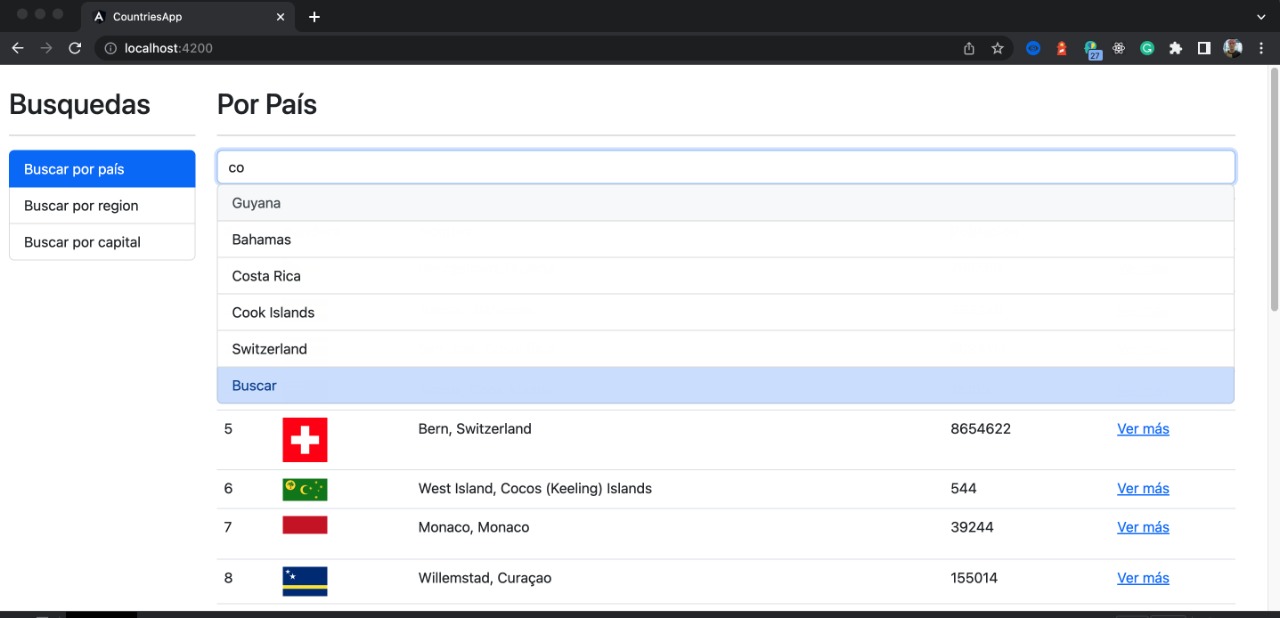 CountriesApp
localhost:4200
27
Busquedas
Buscar por país
Buscar por region
Buscar por capital
Por País
co
Guyana
Bahamas
Costa Rica
Cook Islands
Switzerland
Buscar
5 Bern, Switzerland 8654622 Ver más
6 West Island, Cocos (Keeling) Islands 544 Ver más
7 Monaco, Monaco 39244 Ver más
8 Willemstad, Curaçao 155014 Ver más